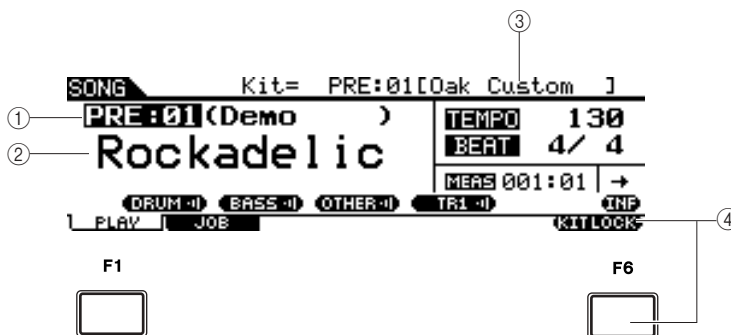 ③
SONG Kit= PRE:01[Oak Custom ]
① PRE:01(Demo ) TEMPO 130
② Rockadelic BEAT 4/ 4
MEAS 001:01 →
DRUM BASS OTHER TR1 INF
PLAY JOB KITLOCK ④
F1 F6